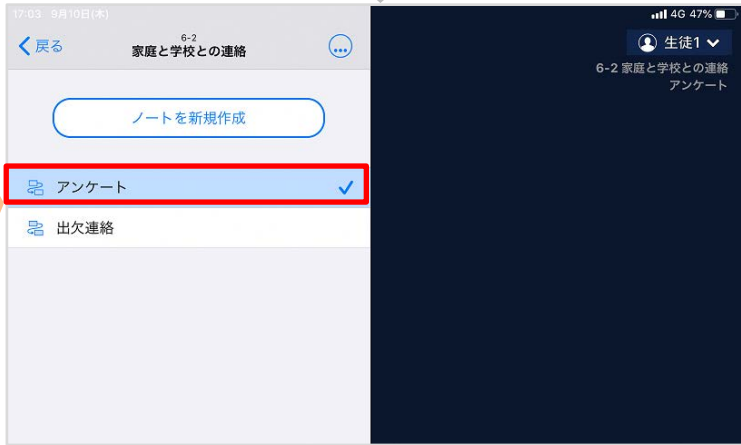 17:03 9月10日(木)
4G 47%
戻る
6-2
家庭と学校との連絡
生徒1
6-2 家庭と学校との連絡
アンケート
ノートを新規作成
アンケート
出欠連絡